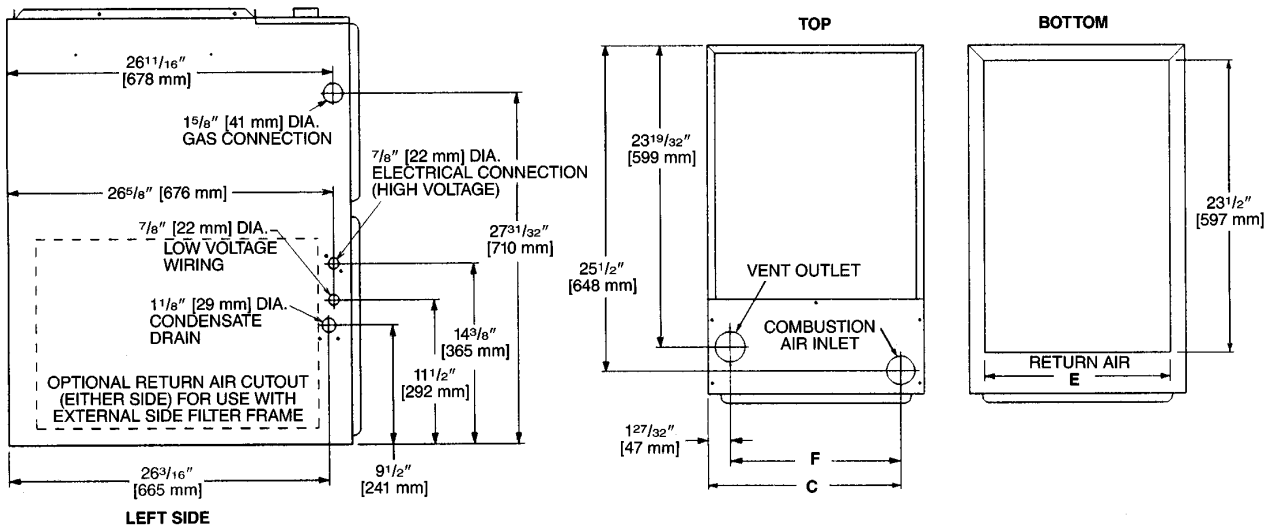 26 11/16"
[678 mm]
1 5/8" [41 mm] DIA.
GAS CONNECTION
7/8" [22 mm] DIA.
ELECTRICAL CONNECTION
(HIGH VOLTAGE)
26 5/8" [676 mm]
7/8" [22 mm] DIA.
LOW VOLTAGE
WIRING
27 31/32"
[710 mm]
1 1/8" [29 mm] DIA.
CONDENSATE
DRAIN
14 3/8"
[365 mm]
11 1/2"
[292 mm]
OPTIONAL RETURN AIR CUTOUT
(EITHER SIDE) FOR USE WITH
EXTERNAL SIDE FILTER FRAME
26 3/16"
[665 mm]
9 1/2"
[241 mm]
LEFT SIDE
TOP
23 19/32"
[599 mm]
25 1/2"
[648 mm]
VENT OUTLET
COMBUSTION
AIR INLET
1 27/32"
[47 mm]
F
C
BOTTOM
23 1/2"
[597 mm]
RETURN AIR
E